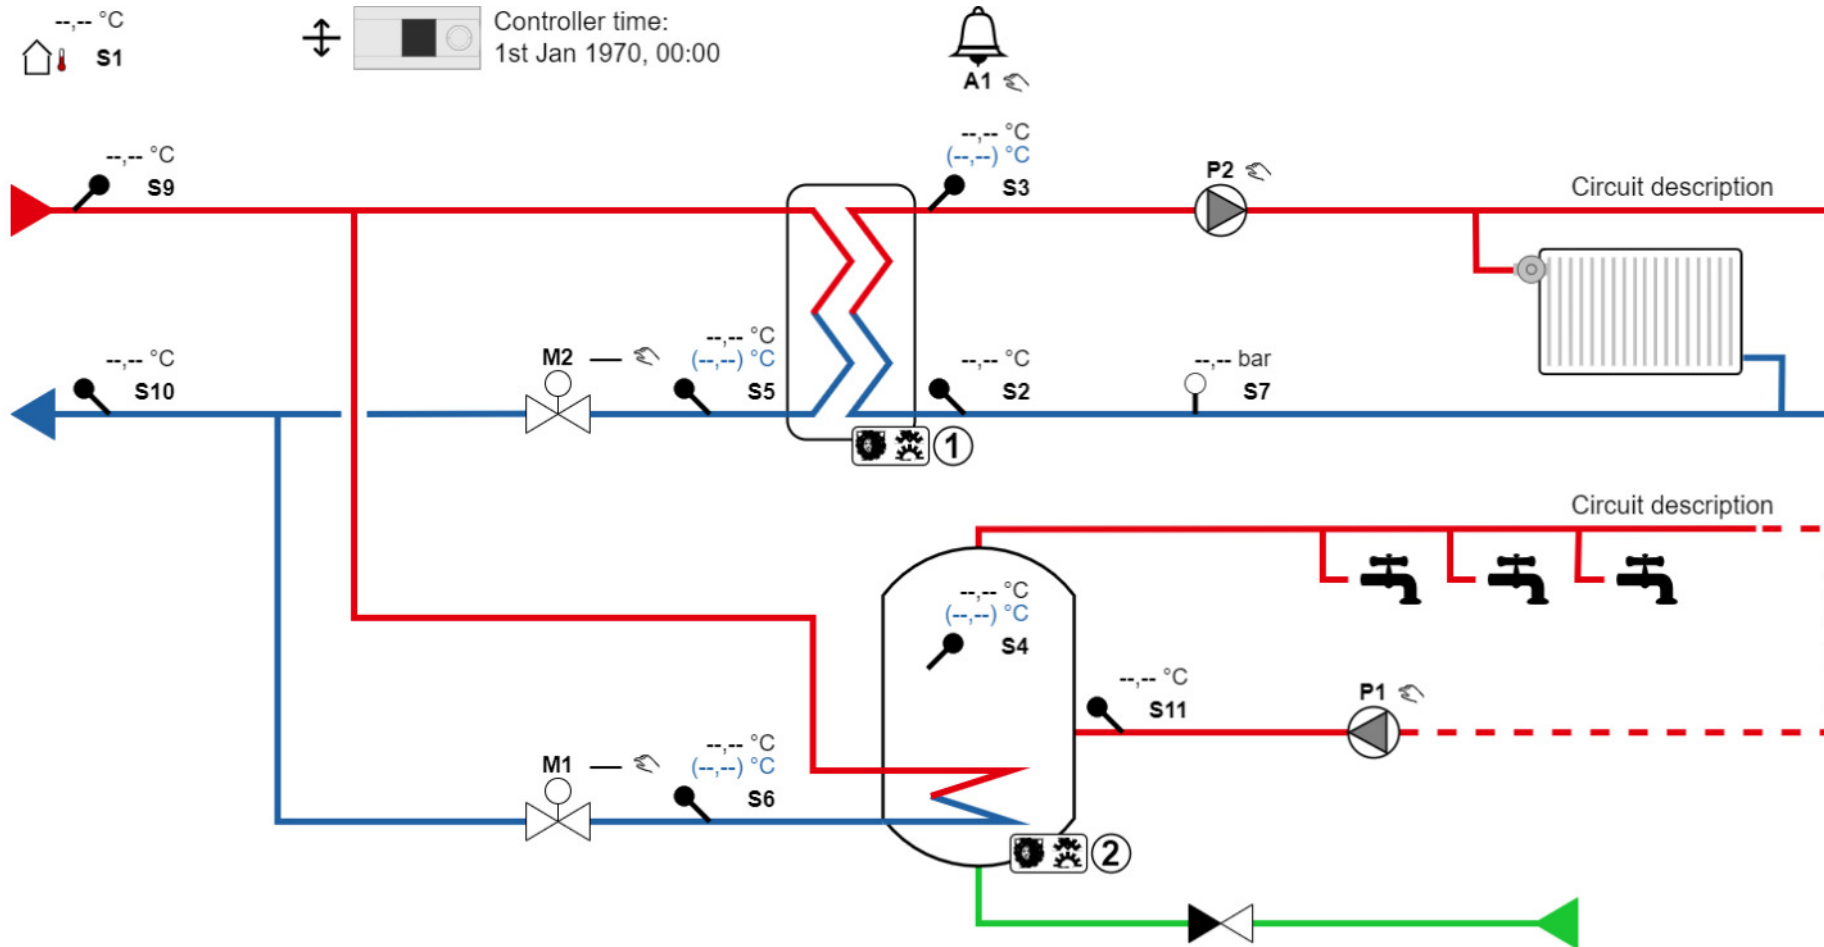 --,-- °C
S1
Controller time:
1st Jan 1970, 00:00
A1
--,-- °C
S9
--,-- °C
(--,--) °C
S3
P2
Circuit description
--,-- °C
S10
M2
--,-- °C
(--,--) °C
S5
--,-- °C
S2
--,-- bar
S7
1
Circuit description
--,-- °C
(--,--) °C
S4
--,-- °C
S11
P1
M1
--,-- °C
(--,--) °C
S6
2